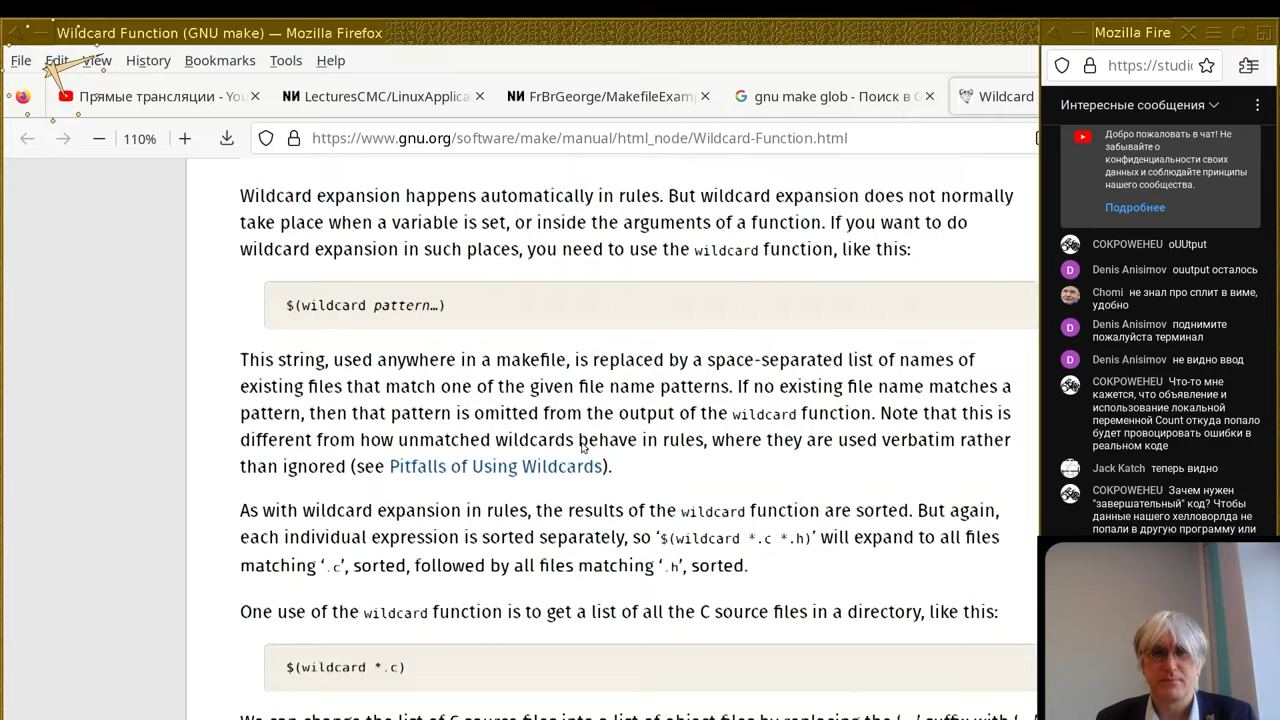 Wildcard Function (GNU make) — Mozilla Firefox
File Edit View History Bookmarks Tools Help
Прямые трансляции - You
LecturesCMC/LinuxApplica
FrBrGeorge/MakefileExam
gnu make glob - Поиск в G
Wildcard
110%
https://www.gnu.org/software/make/manual/html_node/Wildcard-Function.html
Wildcard expansion happens automatically in rules. But wildcard expansion does not normally
take place when a variable is set, or inside the arguments of a function. If you want to do
wildcard expansion in such places, you need to use the wildcard function, like this:
$(wildcard pattern…)
This string, used anywhere in a makefile, is replaced by a space-separated list of names of
existing files that match one of the given file name patterns. If no existing file name matches a
pattern, then that pattern is omitted from the output of the wildcard function. Note that this is
different from how unmatched wildcards behave in rules, where they are used verbatim rather
than ignored (see Pitfalls of Using Wildcards).
As with wildcard expansion in rules, the results of the wildcard function are sorted. But again,
each individual expression is sorted separately, so ‘$(wildcard *.c *.h)’ will expand to all files
matching ‘.c’, sorted, followed by all files matching ‘.h’, sorted.
One use of the wildcard function is to get a list of all the C source files in a directory, like this:
$(wildcard *.c)
Mozilla Fire
https://studi
Интересные сообщения
Добро пожаловать в чат! Не
забывайте о
конфиденциальности своих
данных и соблюдайте принципы
нашего сообщества.
Подробнее
COKPOWEHEU oUUtput
Denis Anisimov ouutput осталось
Chomi не знал про сплит в виме,
удобно
Denis Anisimov поднимите
пожалуйста терминал
Denis Anisimov не видно ввод
COKPOWEHEU Что-то мне
кажется, что объявление и
использование локальной
переменной Count откуда попало
будет провоцировать ошибки в
реальном коде
Jack Katch теперь видно
COKPOWEHEU Зачем нужен
"завершательный" код? Чтобы
данные нашего хелловорлда не
попали в другую программу или